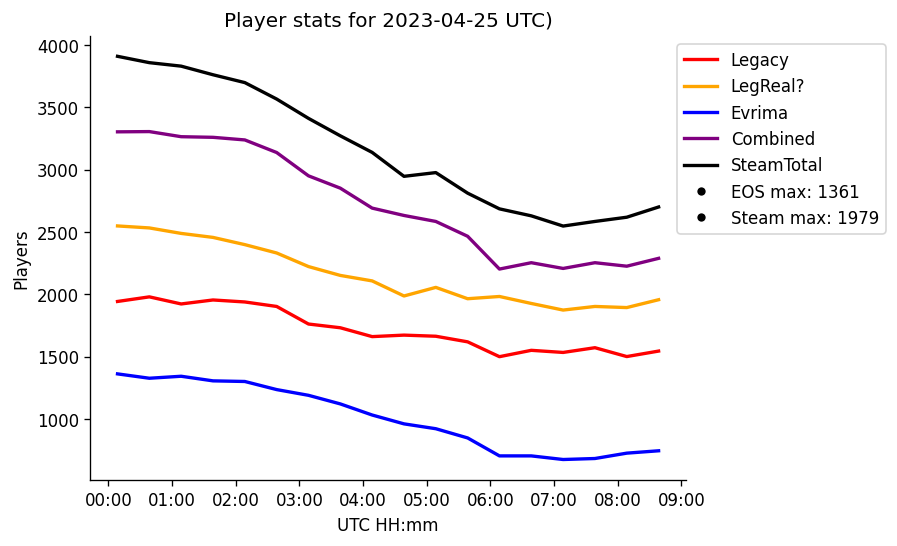 Player stats for 2023-04-25 UTC)
4000
3500
3000
2500
2000
1500
1000
Players
00:00 01:00 02:00 03:00 04:00 05:00 06:00 07:00 08:00 09:00
UTC HH:mm
Legacy
LegReal?
Evrima
Combined
SteamTotal
EOS max: 1361
Steam max: 1979